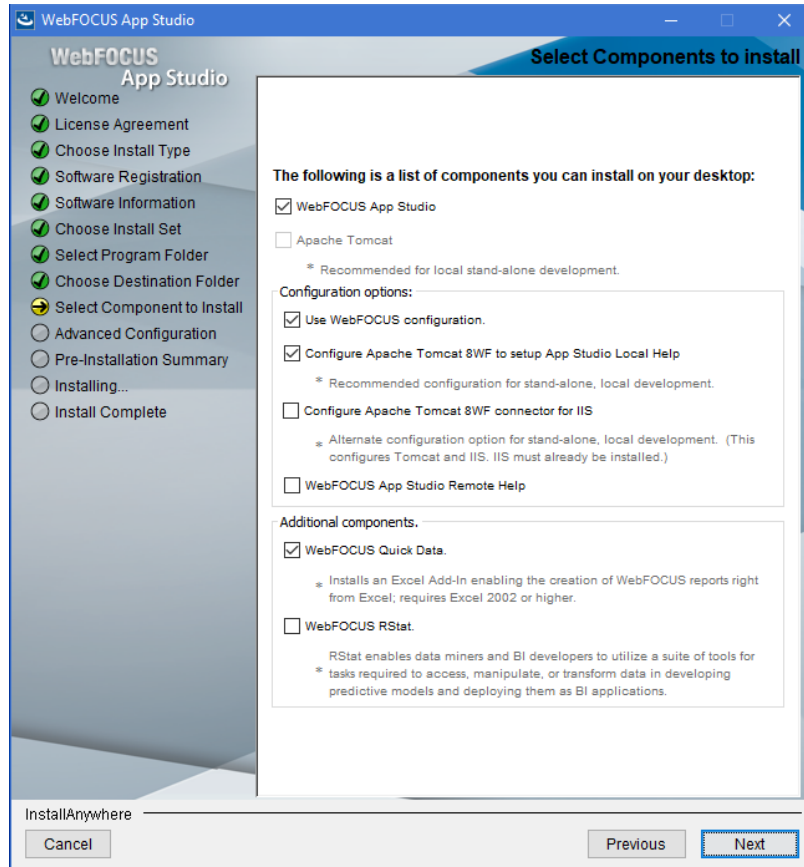 WebFOCUS App Studio
WebFOCUS
App Studio
Select Components to install
Welcome
License Agreement
Choose Install Type
Software Registration
Software Information
Choose Install Set
Select Program Folder
Choose Destination Folder
Select Component to Install
Advanced Configuration
Pre-Installation Summary
Installing...
Install Complete
The following is a list of components you can install on your desktop:
WebFOCUS App Studio
Apache Tomcat
* Recommended for local stand-alone development.
Configuration options:
Use WebFOCUS configuration.
Configure Apache Tomcat 8WF to setup App Studio Local Help
* Recommended configuration for stand-alone, local development.
Configure Apache Tomcat 8WF connector for IIS
* Alternate configuration option for stand-alone, local development. (This
configures Tomcat and IIS. IIS must already be installed.)
WebFOCUS App Studio Remote Help
Additional components.
WebFOCUS Quick Data.
* Installs an Excel Add-In enabling the creation of WebFOCUS reports right
from Excel; requires Excel 2002 or higher.
WebFOCUS RStat.
RStat enables data miners and BI developers to utilize a suite of tools for
* tasks required to access, manipulate, or transform data in developing
predictive models and deploying them as BI applications.
InstallAnywhere
Cancel
Previous
Next